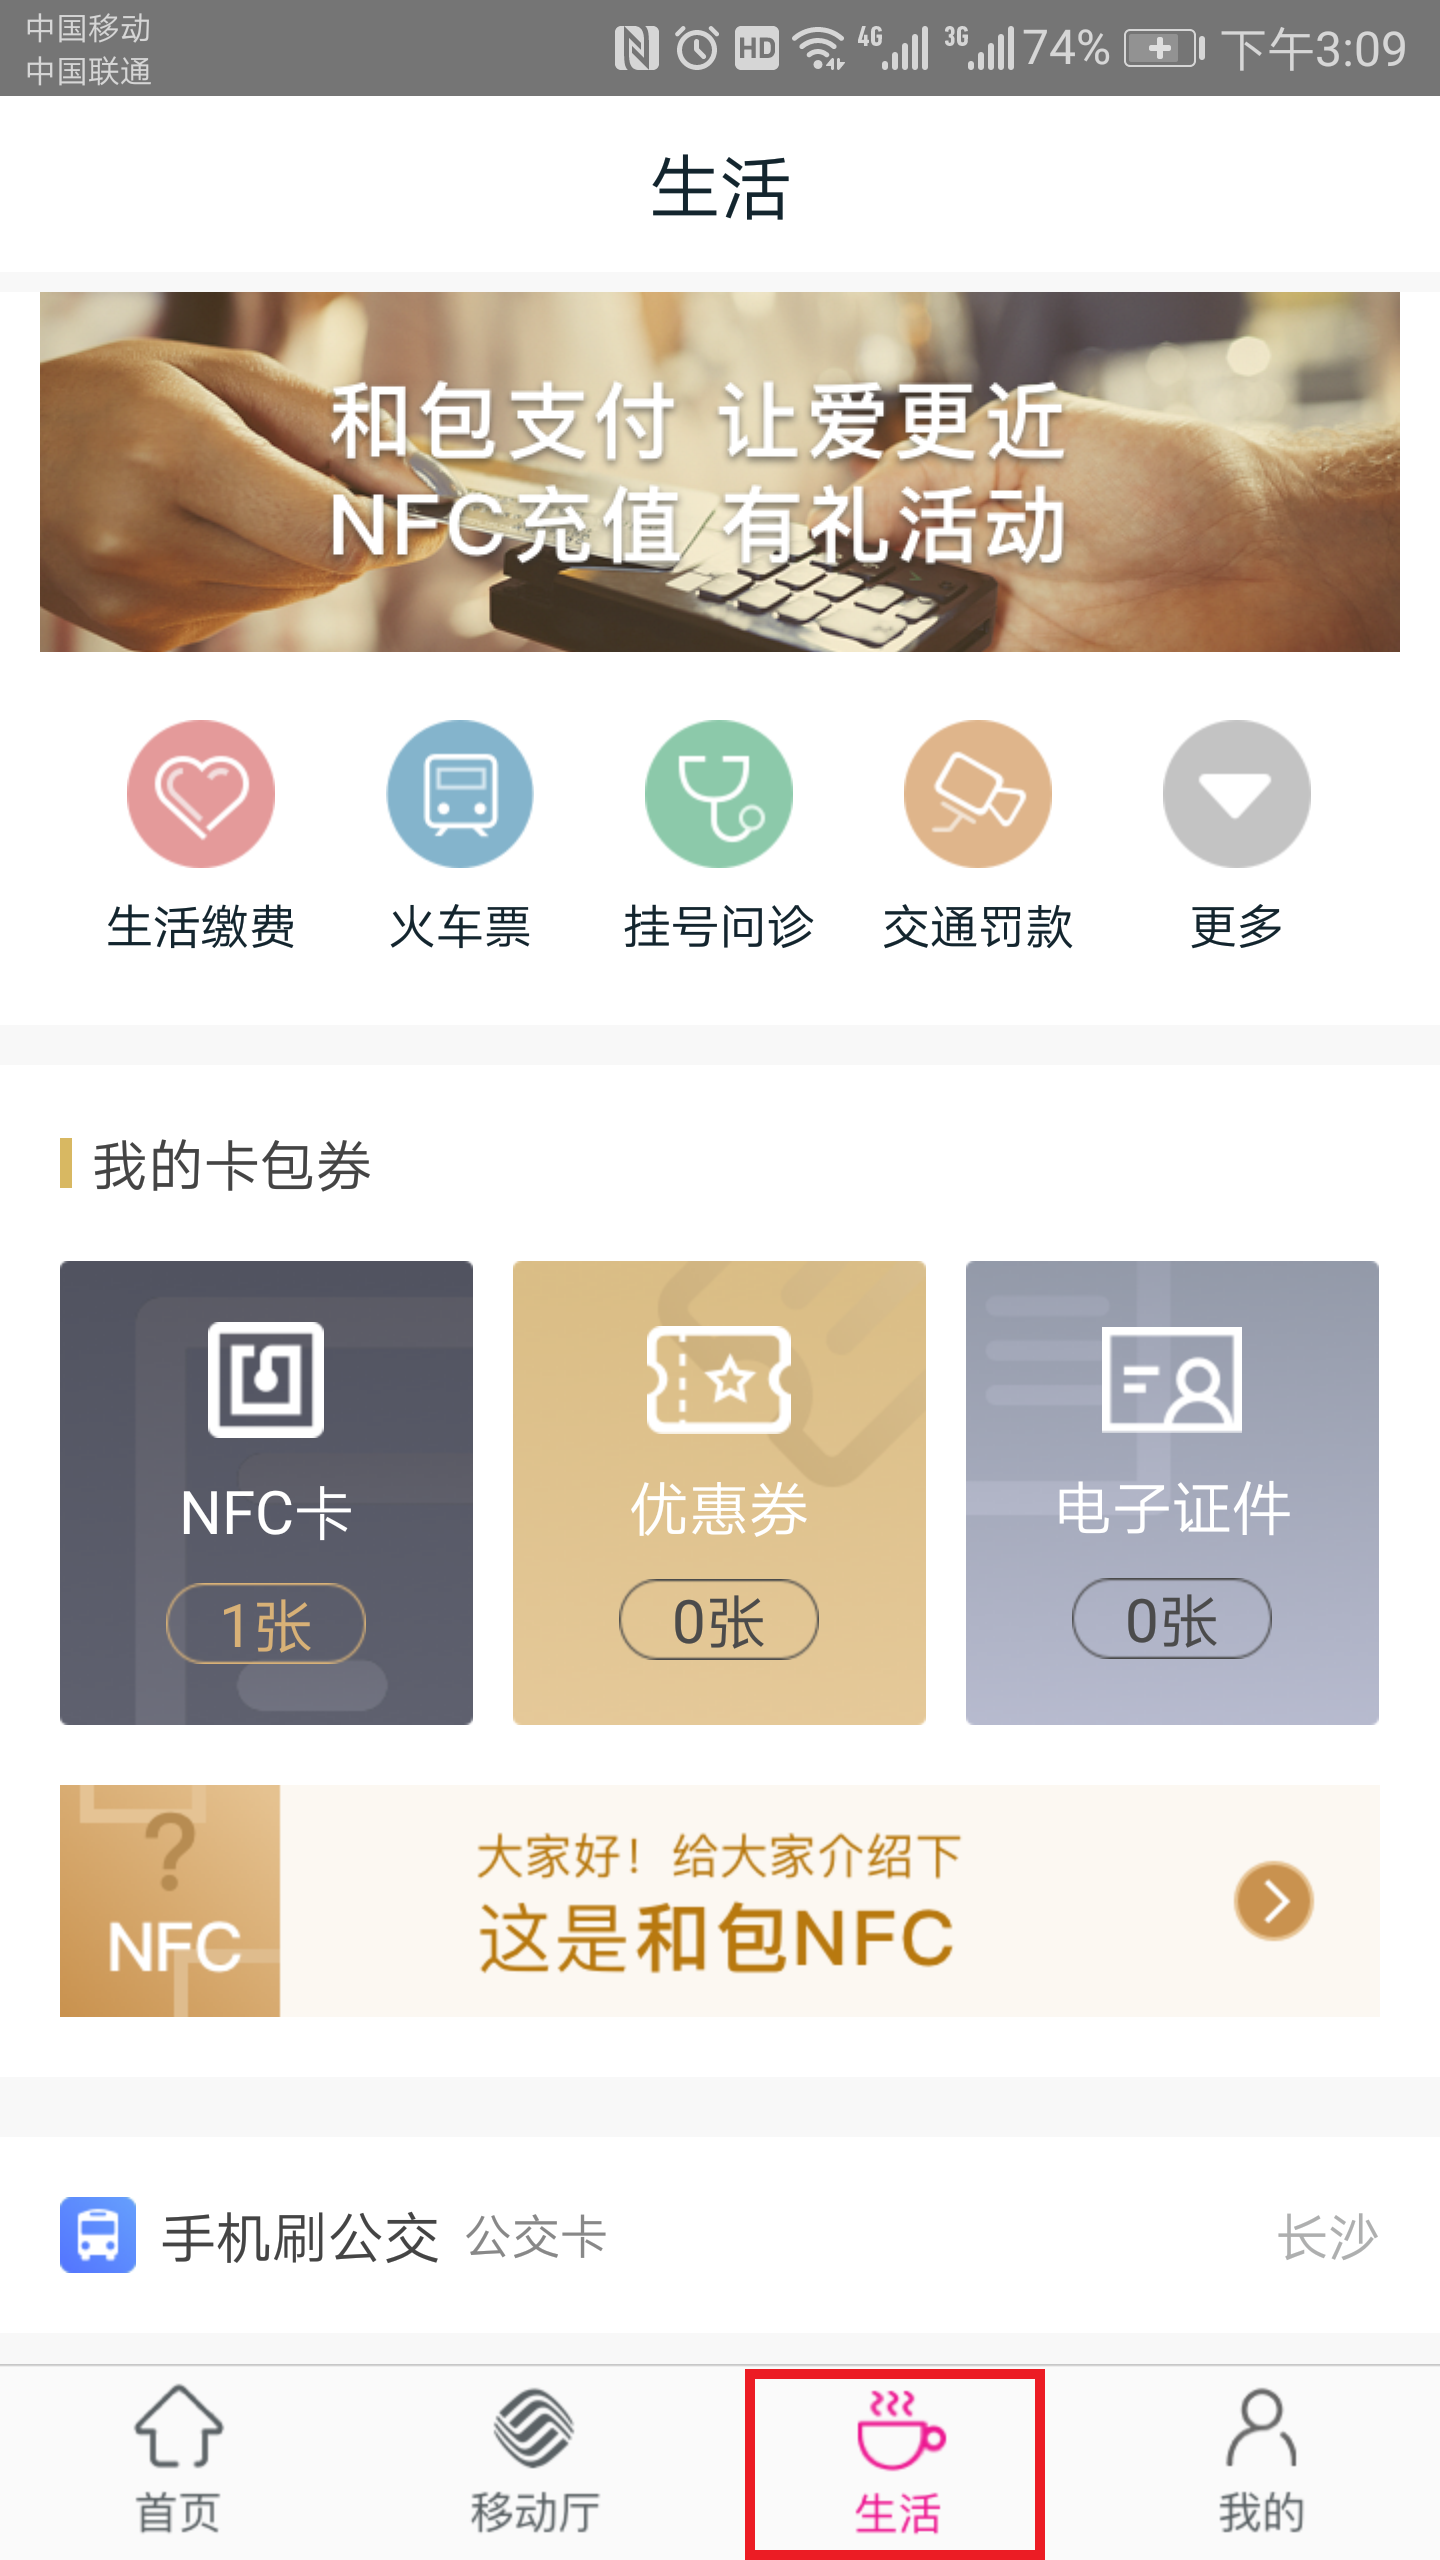 中国移动
中国联通
HD 4G 3G 74% 下午3:09
生活
和包支付 让爱更近
NFC充值 有礼活动
生活缴费 火车票 挂号问诊 交通罚款 更多
我的卡包券
NFC卡 优惠券 电子证件
1张 0张 0张
?
NFC
大家好！给大家介绍下
这是和包NFC
手机刷公交 公交卡 长沙
首页 移动厅 生活 我的